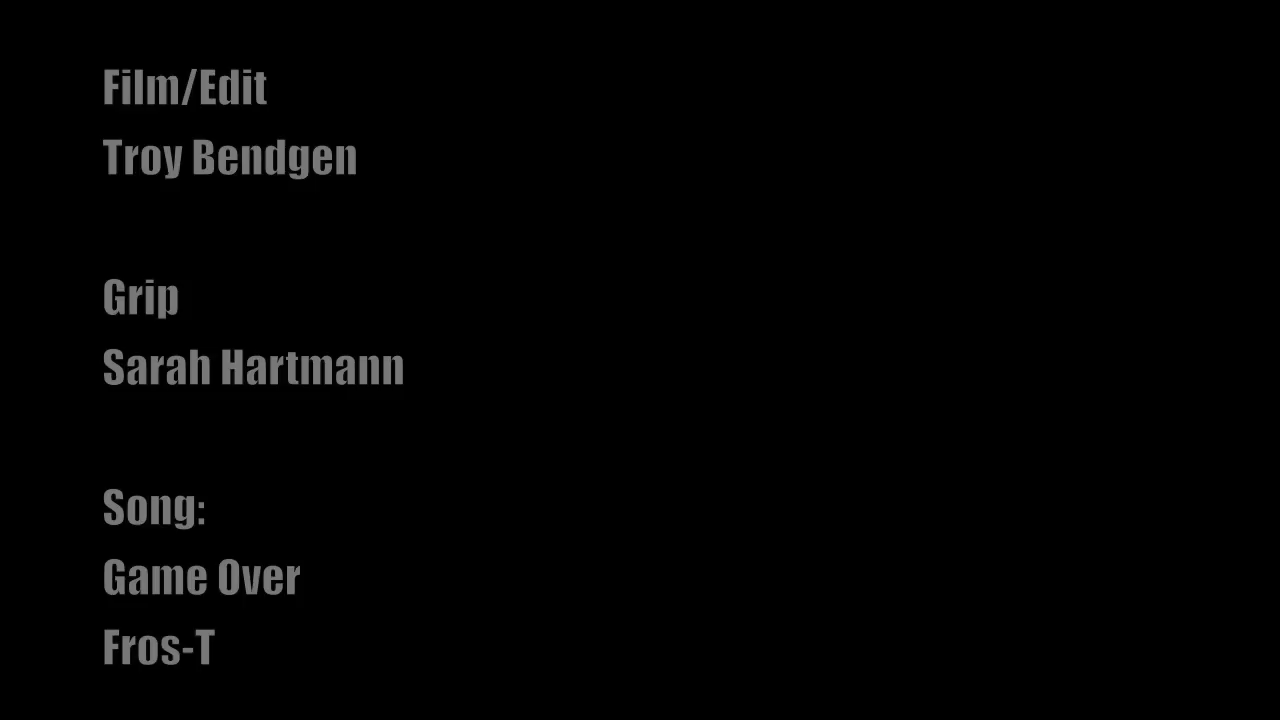 Film/Edit
Troy Bendgen
Grip
Sarah Hartmann
Song:
Game Over
Fros-T